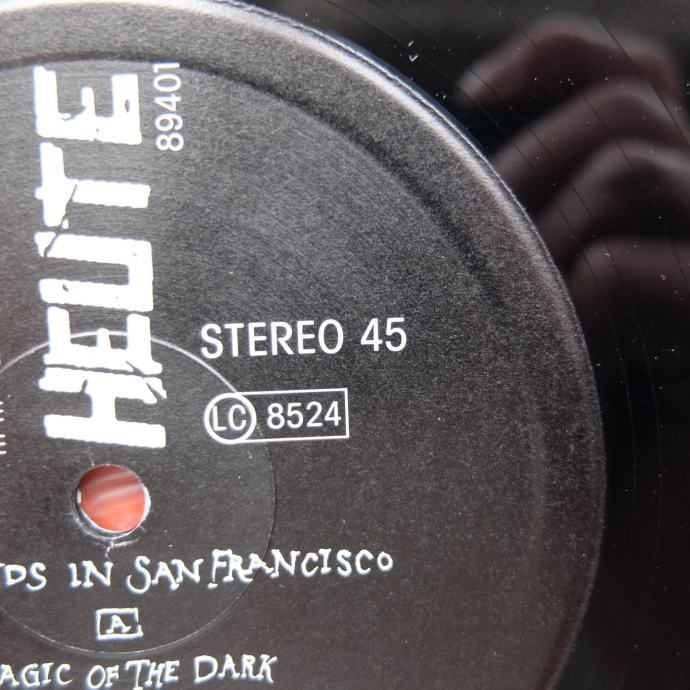 HEUTE
89401
STEREO 45
LC 8524
IN SAN FRANCISCO
A
OF THE DARK